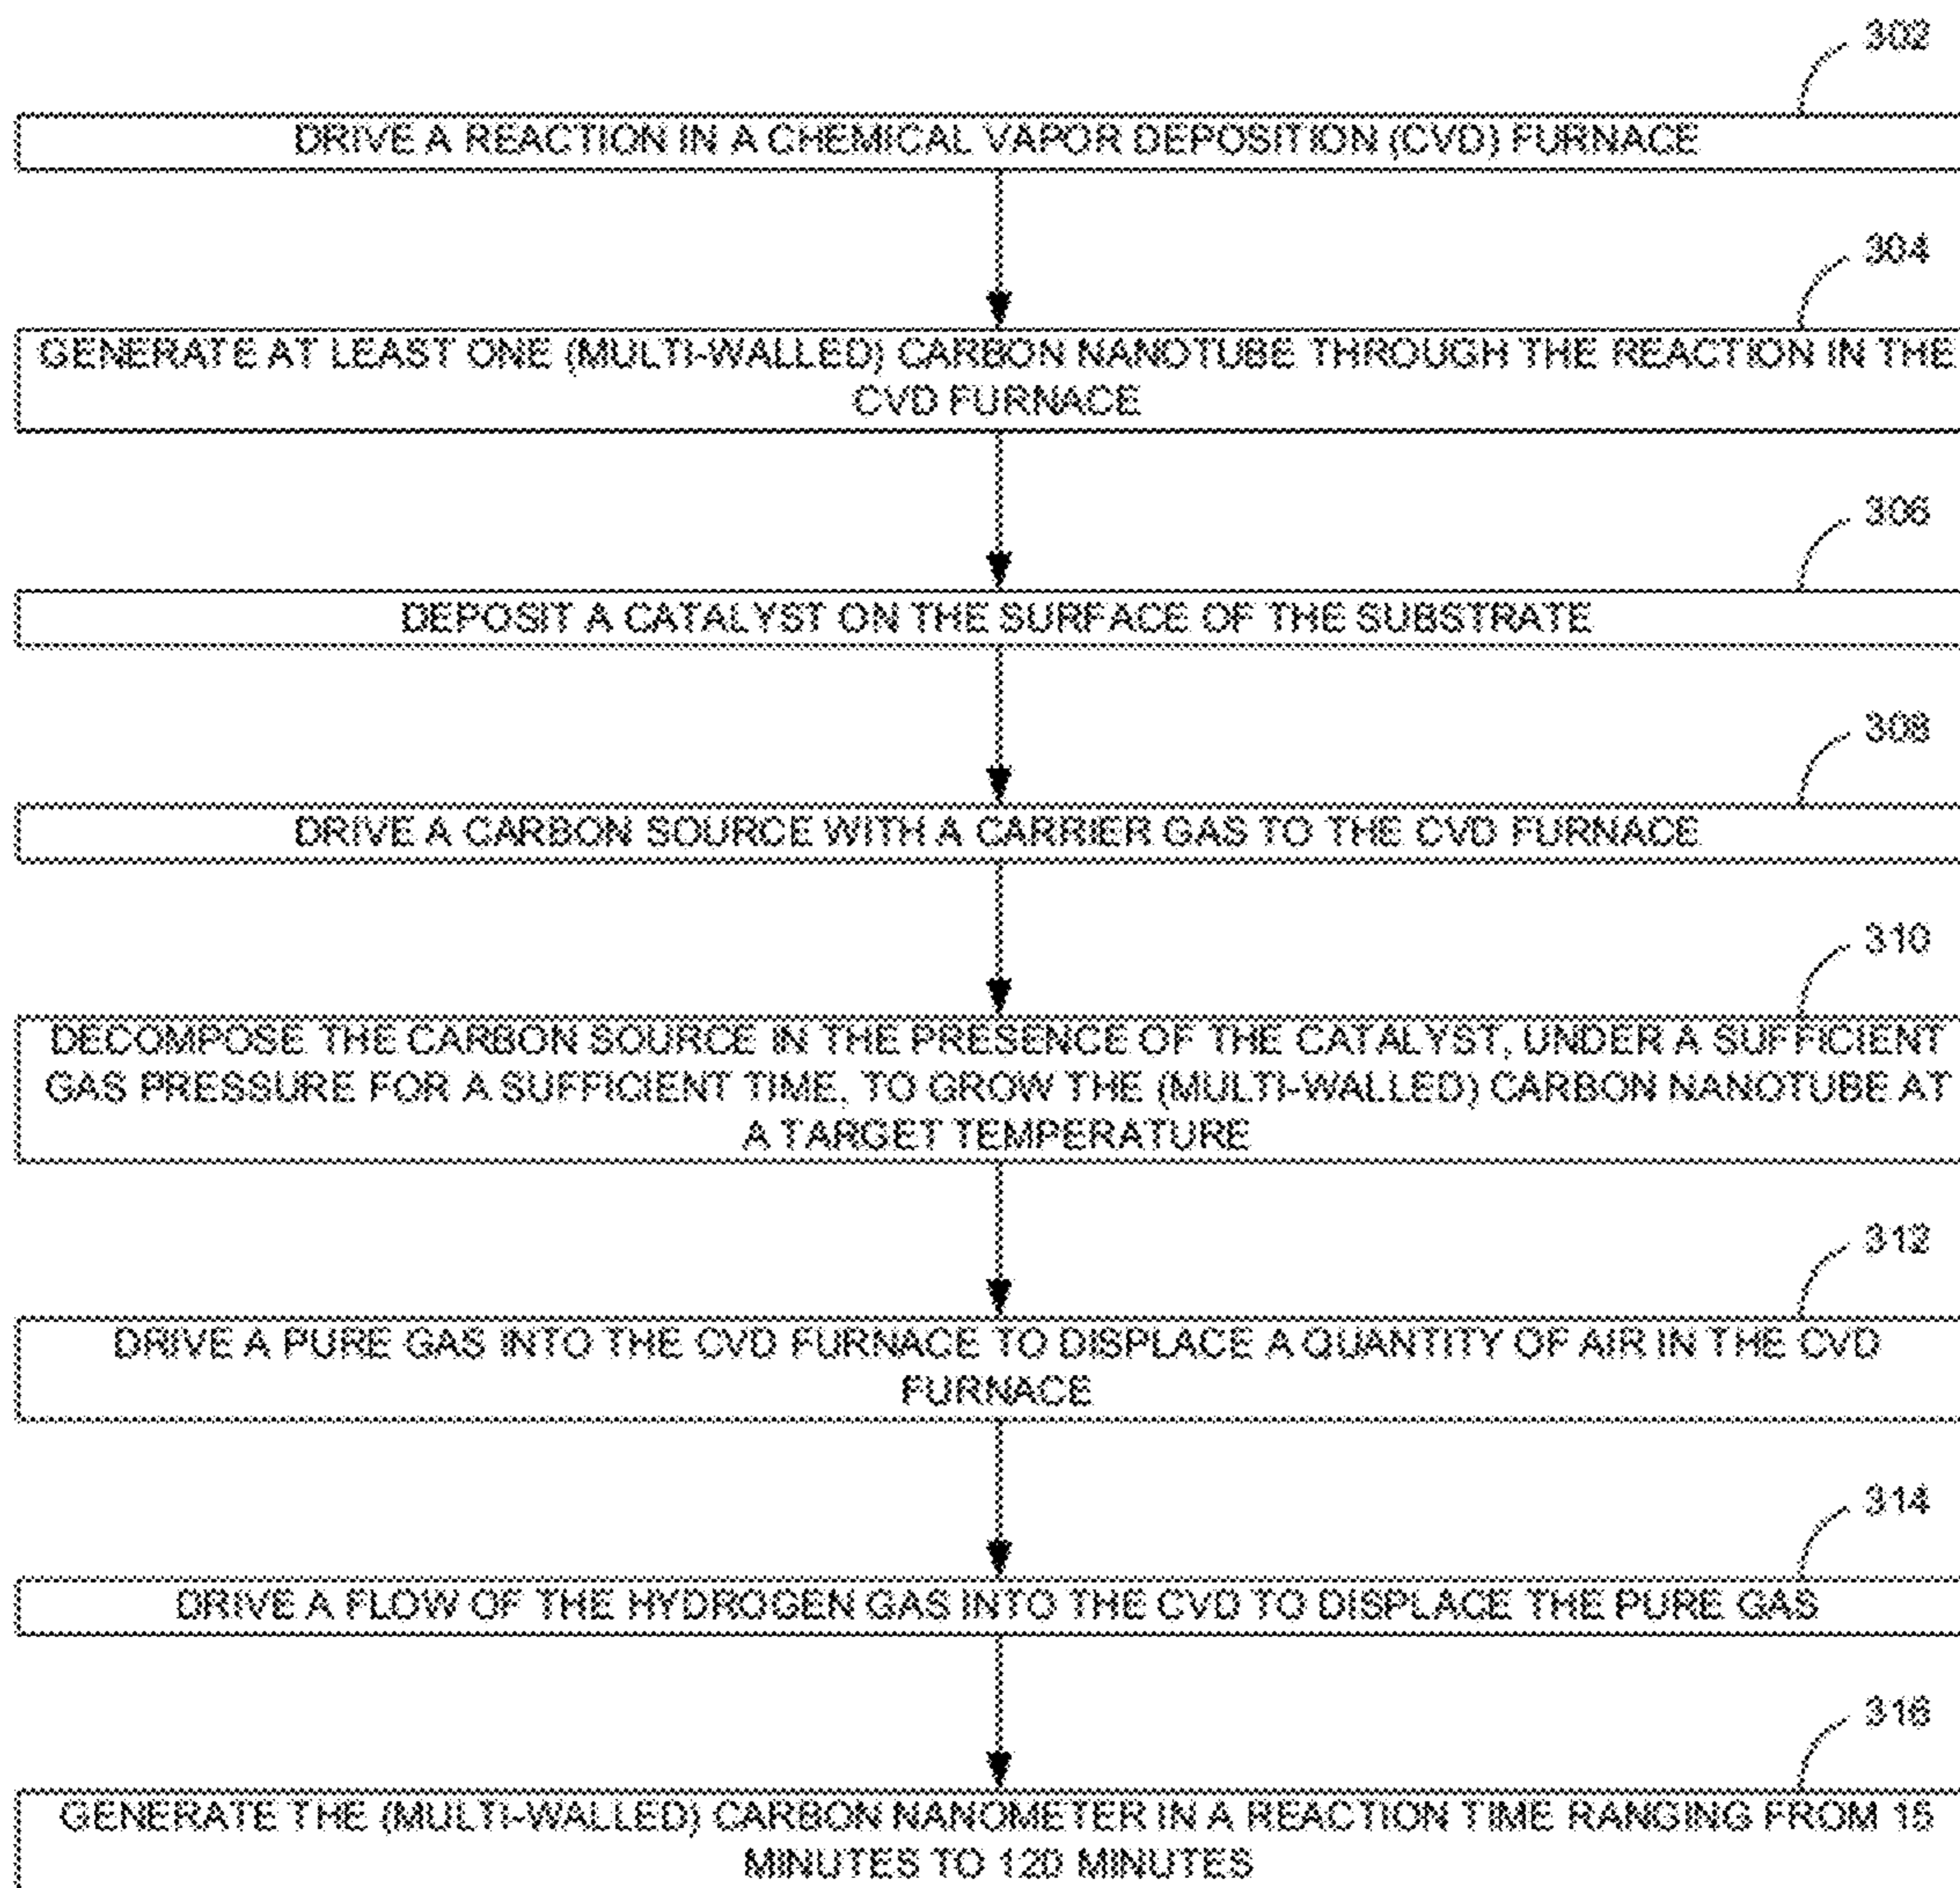 302
DRIVE A REACTION IN A CHEMICAL VAPOR DEPOSITION (CVD) FURNACE
304
GENERATE AT LEAST ONE (MULTI-WALLED) CARBON NANOTUBE THROUGH THE REACTION IN THE
CVD FURNACE
306
DEPOSIT A CATALYST ON THE SURFACE OF THE SUBSTRATE
308
DRIVE A CARBON SOURCE WITH A CARRIER GAS TO THE CVD FURNACE
310
DECOMPOSE THE CARBON SOURCE IN THE PRESENCE OF THE CATALYST, UNDER A SUFFICIENT
GAS PRESSURE FOR A SUFFICIENT TIME, TO GROW THE (MULTI-WALLED) CARBON NANOTUBE AT
A TARGET TEMPERATURE
312
DRIVE A PURE GAS INTO THE CVD FURNACE TO DISPLACE A QUANTITY OF AIR IN THE CVD
FURNACE
314
DRIVE A FLOW OF THE HYDROGEN GAS INTO THE CVD TO DISPLACE THE PURE GAS
316
GENERATE THE (MULTI-WALLED) CARBON NANOMETER IN A REACTION TIME RANGING FROM 15
MINUTES TO 120 MINUTES